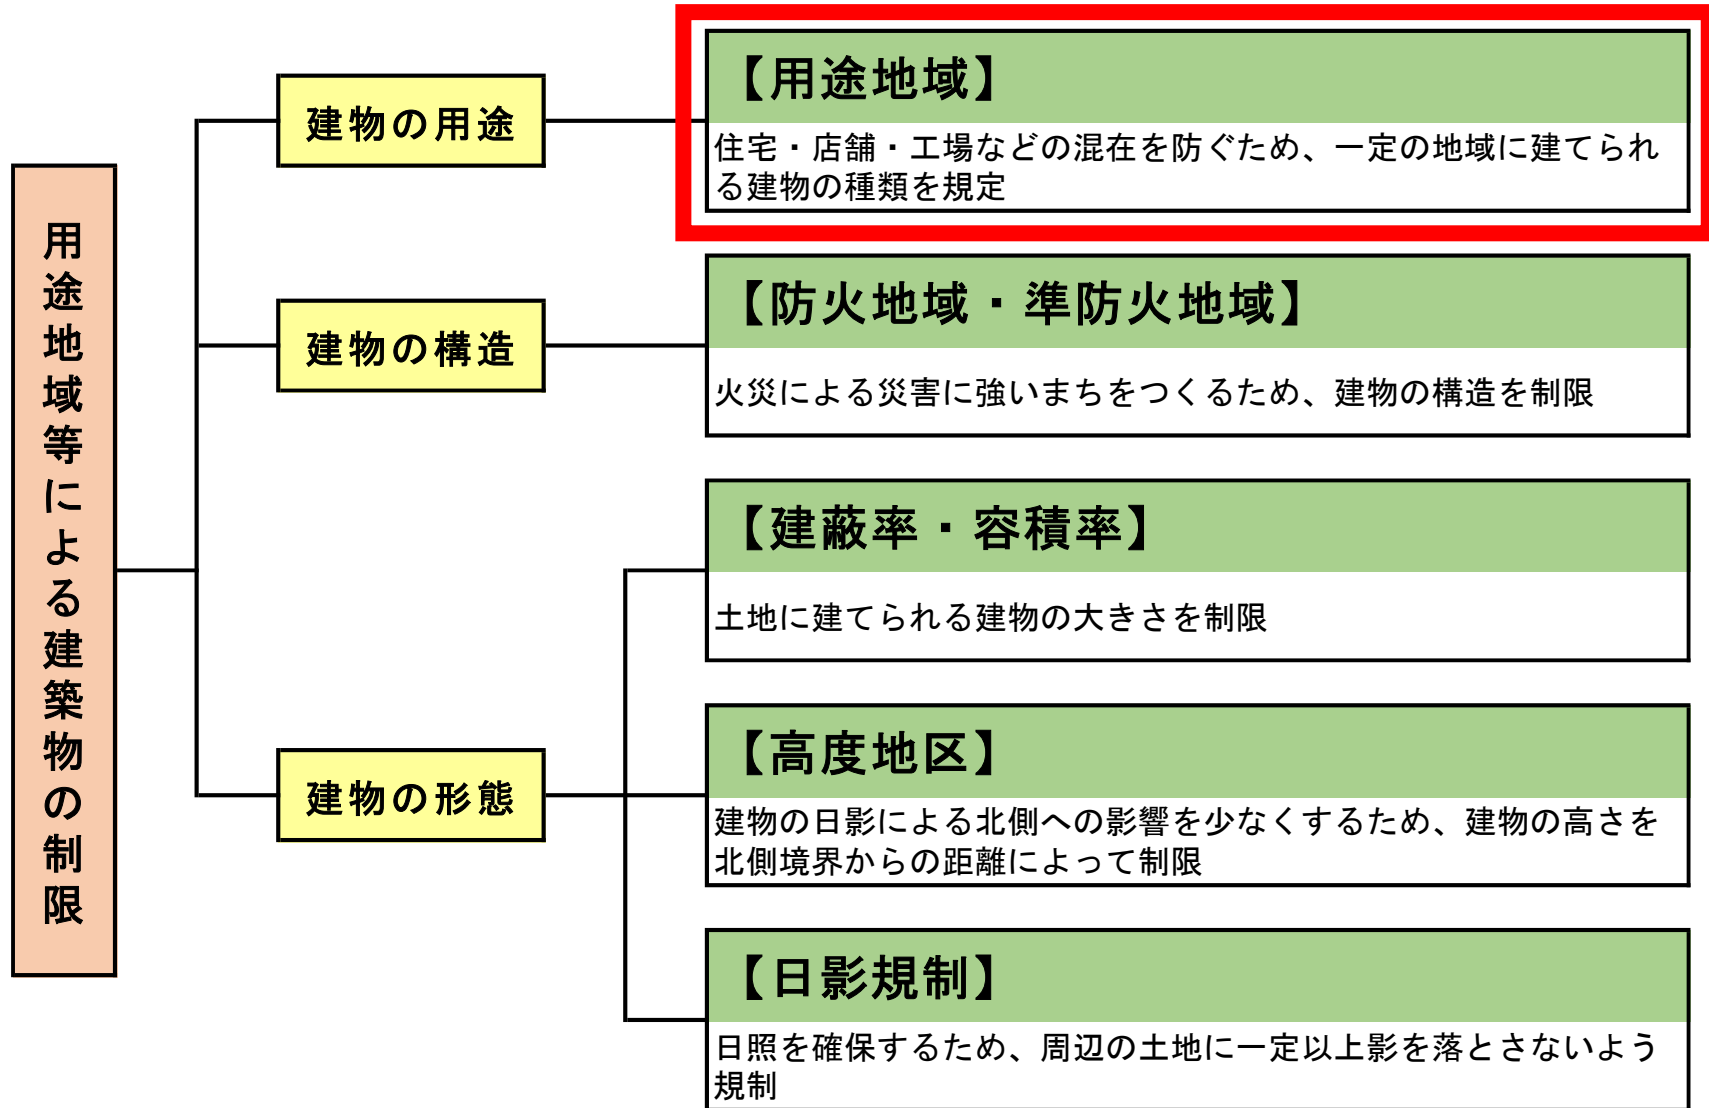 用途地域等による建築物の制限
建物の用途
【用途地域】
住宅・店舗・工場などの混在を防ぐため、一定の地域に建てられ
る建物の種類を規定
建物の構造
【防火地域・準防火地域】
火災による災害に強いまちをつくるため、建物の構造を制限
建物の形態
【建蔽率・容積率】
土地に建てられる建物の大きさを制限
【高度地区】
建物の日影による北側への影響を少なくするため、建物の高さを
北側境界からの距離によって制限
【日影規制】
日照を確保するため、周辺の土地に一定以上影を落とさないよう
規制